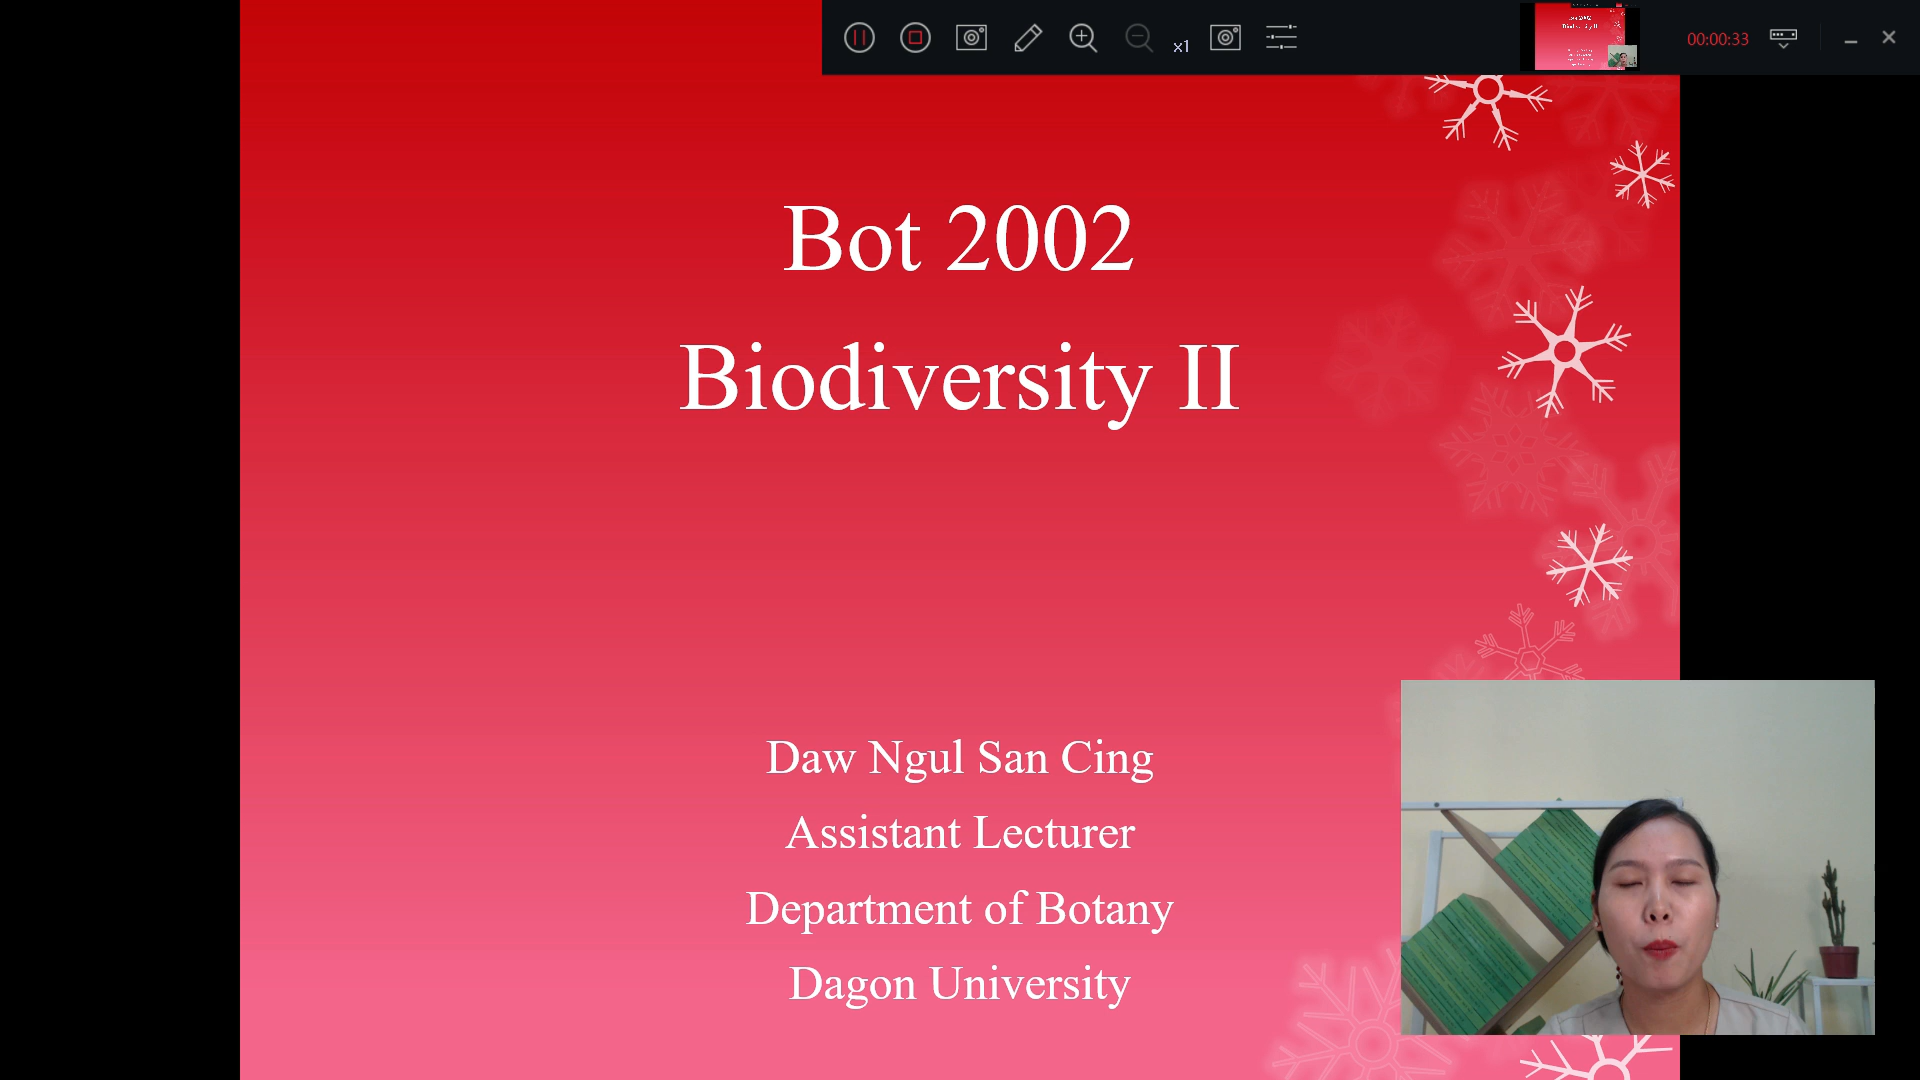 x1
00:00:33
Bot 2002
Biodiversity II
Daw Ngul San Cing
Assistant Lecturer
Department of Botany
Dagon University